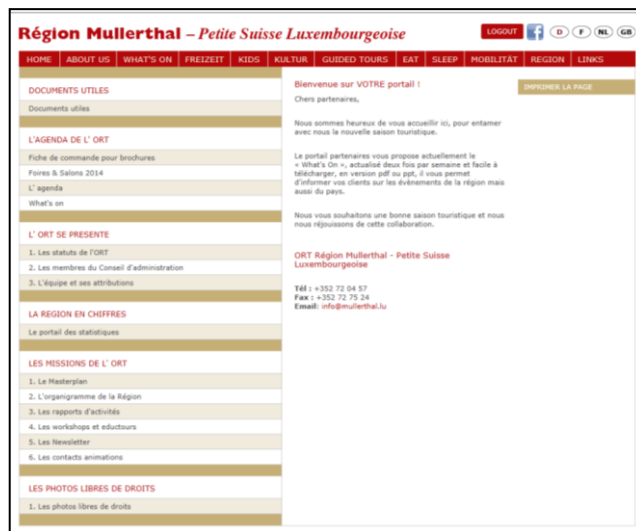 Région Mullerthal – Petite Suisse Luxembourgeoise
LOGOUT f D F NL GB
HOME ABOUT US WHAT'S ON FREIZEIT KIDS KULTUR GUIDED TOURS EAT SLEEP MOBILITÄT REGION LINKS
DOCUMENTS UTILES
Documents utiles
L'AGENDA DE L' ORT
Fiche de commande pour brochures
Foires & Salons 2014
L' agenda
What's on
L' ORT SE PRESENTE
1. Les statuts de l'ORT
2. Les membres du Conseil d'administration
3. L'équipe et ses attributions
LA REGION EN CHIFFRES
Le portail des statistiques
LES MISSIONS DE L' ORT
1. Le Masterplan
2. L'organigramme de la Région
3. Les rapports d'activités
4. Les workshops et eductours
5. Les Newsletter
6. Les contacts animations
LES PHOTOS LIBRES DE DROITS
1. Les photos libres de droits
Bienvenue sur VOTRE portail !
Chers partenaires,
Nous sommes heureux de vous accueillir ici, pour entamer
avec nous la nouvelle saison touristique.
Le portail partenaires vous propose actuellement le
« What's On », actualisé deux fois par semaine et facile à
télécharger, en version pdf ou ppt, il vous permet
d'informer vos clients sur les évènements de la région mais
aussi du pays.
Nous vous souhaitons une bonne saison touristique et nous
nous réjouissons de cette collaboration.
ORT Région Mullerthal - Petite Suisse
Luxembourgeoise
Tél : +352 72 04 57
Fax : +352 72 75 24
Email: info@mullerthal.lu
IMPRIMER LA PAGE